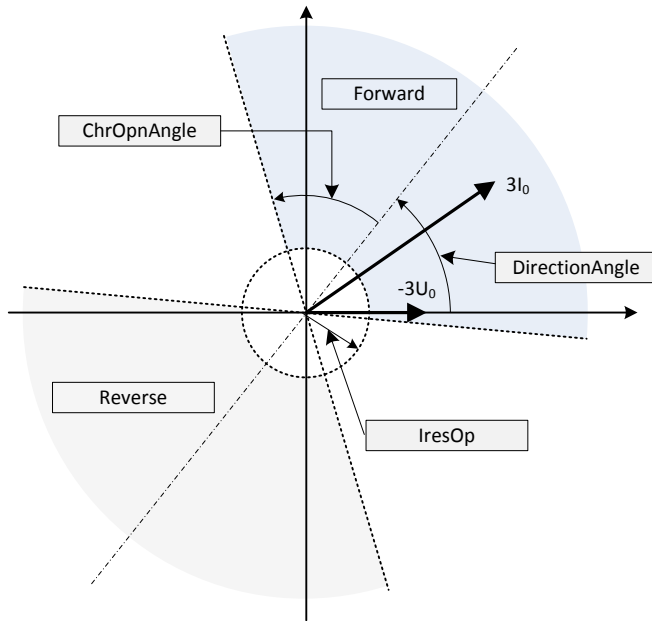 Forward
ChrOpnAngle
3I₀
DirectionAngle
-3U₀
Reverse
IresOp